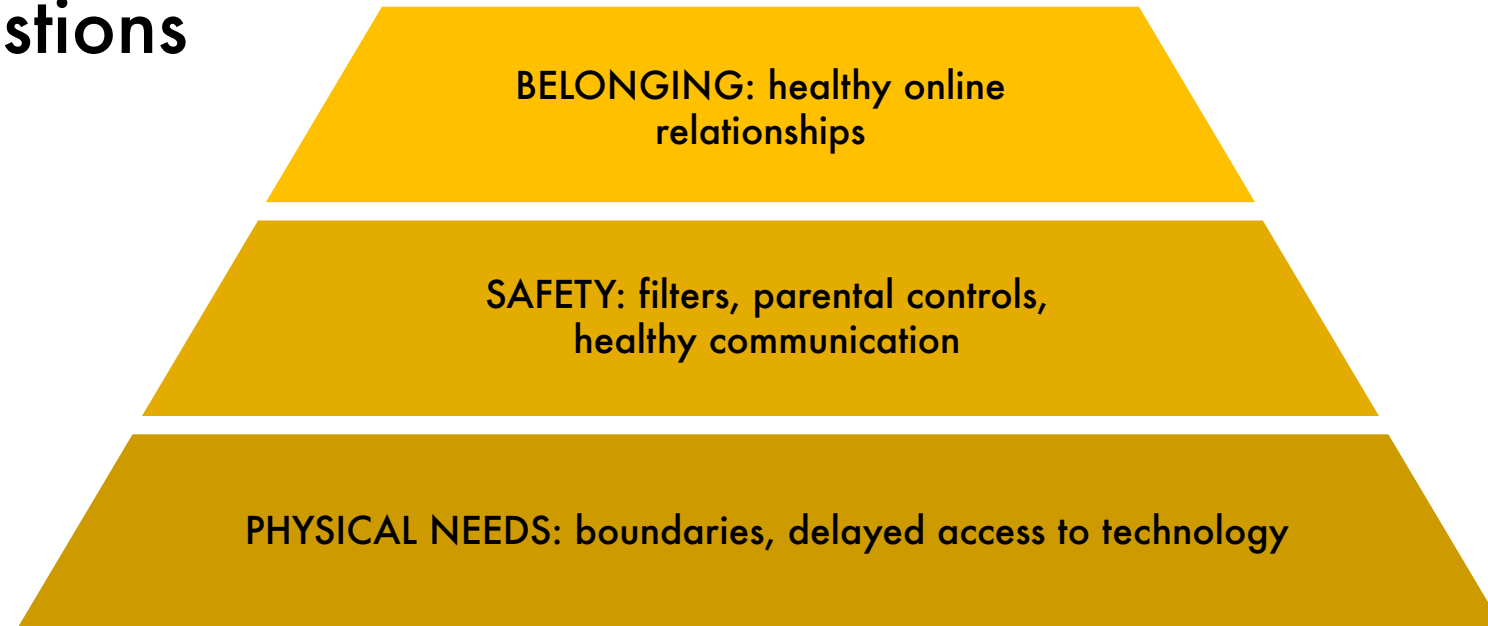 stions
BELONGING: healthy online
relationships
SAFETY: filters, parental controls,
healthy communication
PHYSICAL NEEDS: boundaries, delayed access to technology